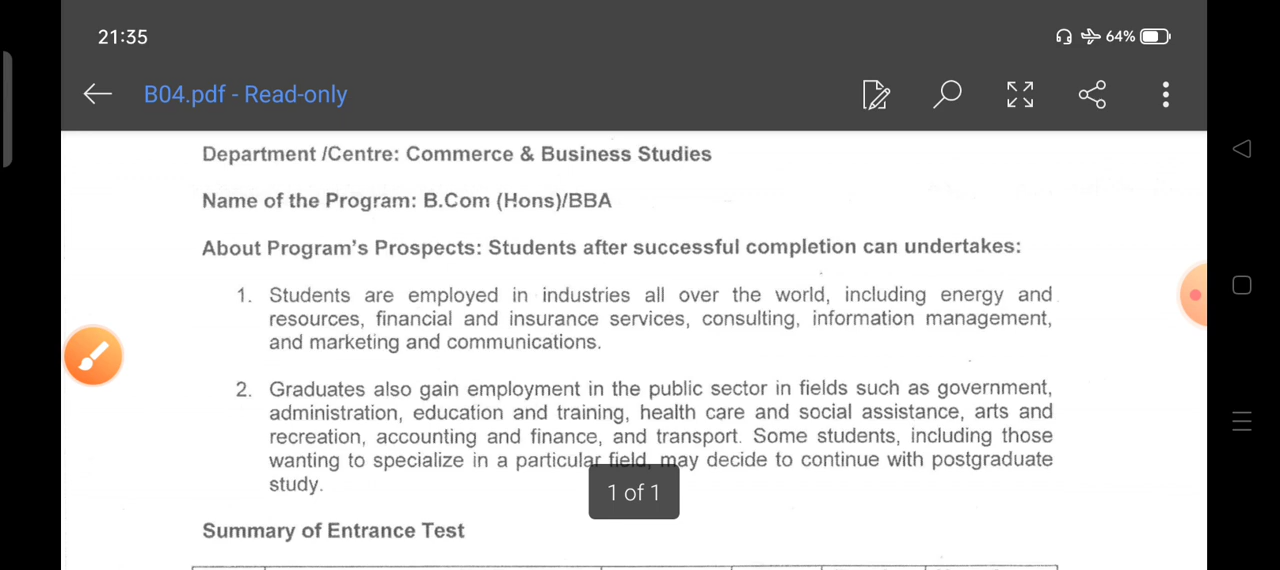 21:35
64%
B04.pdf - Read-only
Department /Centre: Commerce & Business Studies
Name of the Program: B.Com (Hons)/BBA
About Program's Prospects: Students after successful completion can undertakes:
1. Students are employed in industries all over the world, including energy and
resources, financial and insurance services, consulting, information management,
and marketing and communications.
2. Graduates also gain employment in the public sector in fields such as government,
administration, education and training, health care and social assistance, arts and
recreation, accounting and finance, and transport. Some students, including those
wanting to specialize in a particular field, may decide to continue with postgraduate
study.
1 of 1
Summary of Entrance Test